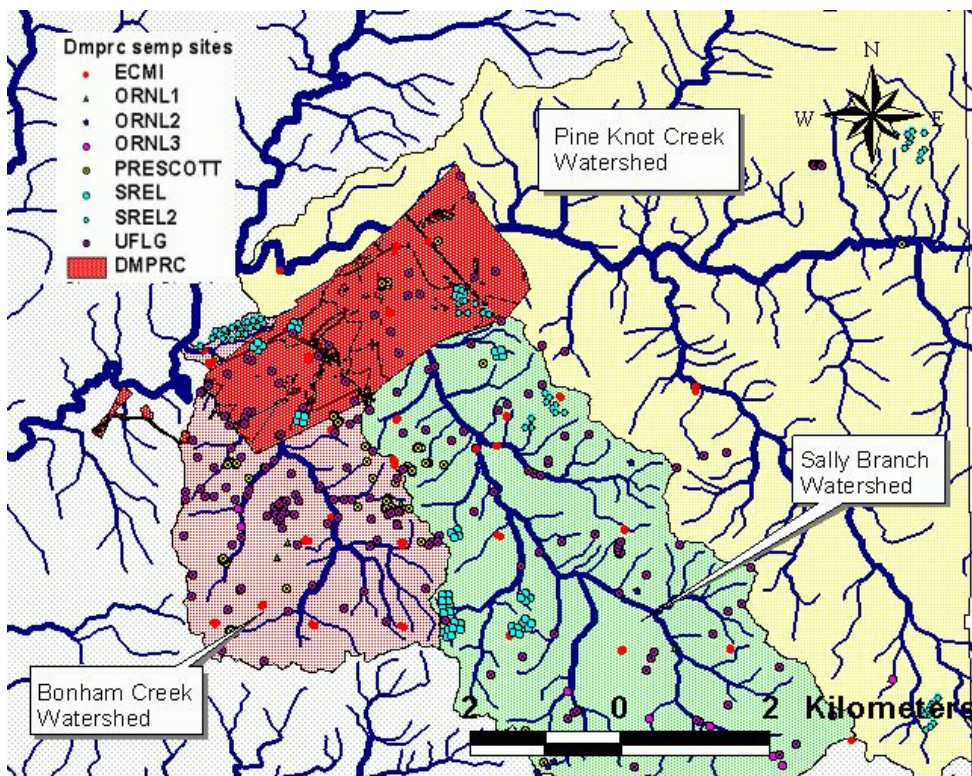 Dmprc semp sites
ECMI
ORNL1
ORNL2
ORNL3
PRESCOTT
SREL
SREL2
UFLG
DMPRC
N
W E
S
Pine Knot Creek
Watershed
Sally Branch
Watershed
Bonham Creek
Watershed
2 0 2 Kilometers